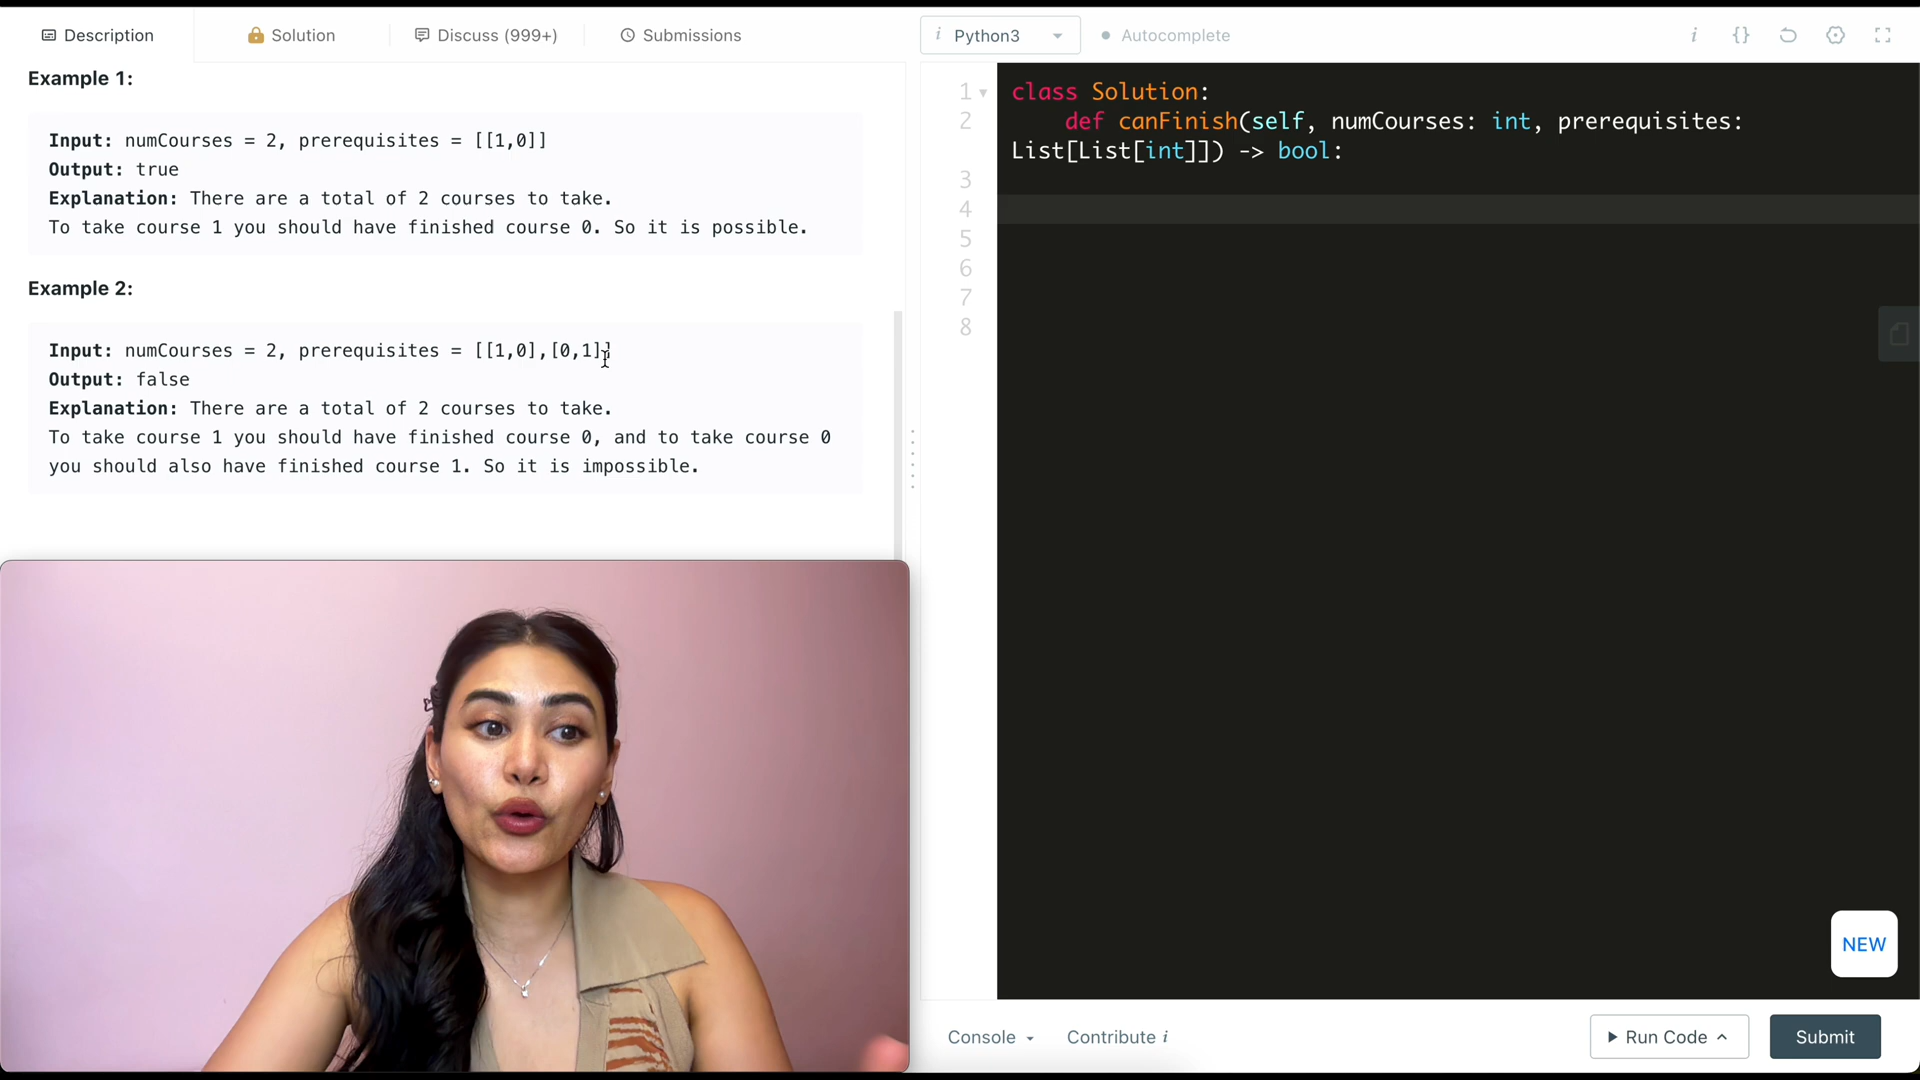 Description
Solution
Discuss (999+)
Submissions
i Python3
Autocomplete
i {}
Example 1:
Input: numCourses = 2, prerequisites = [[1,0]]
Output: true
Explanation: There are a total of 2 courses to take.
To take course 1 you should have finished course 0. So it is possible.
Example 2:
Input: numCourses = 2, prerequisites = [[1,0],[0,1]]
Output: false
Explanation: There are a total of 2 courses to take.
To take course 1 you should have finished course 0, and to take course 0
you should also have finished course 1. So it is impossible.
1 class Solution:
2 def canFinish(self, numCourses: int, prerequisites:
List[List[int]]) -> bool:
3
4
5
6
7
8
NEW
Console
Contribute i
Run Code
Submit